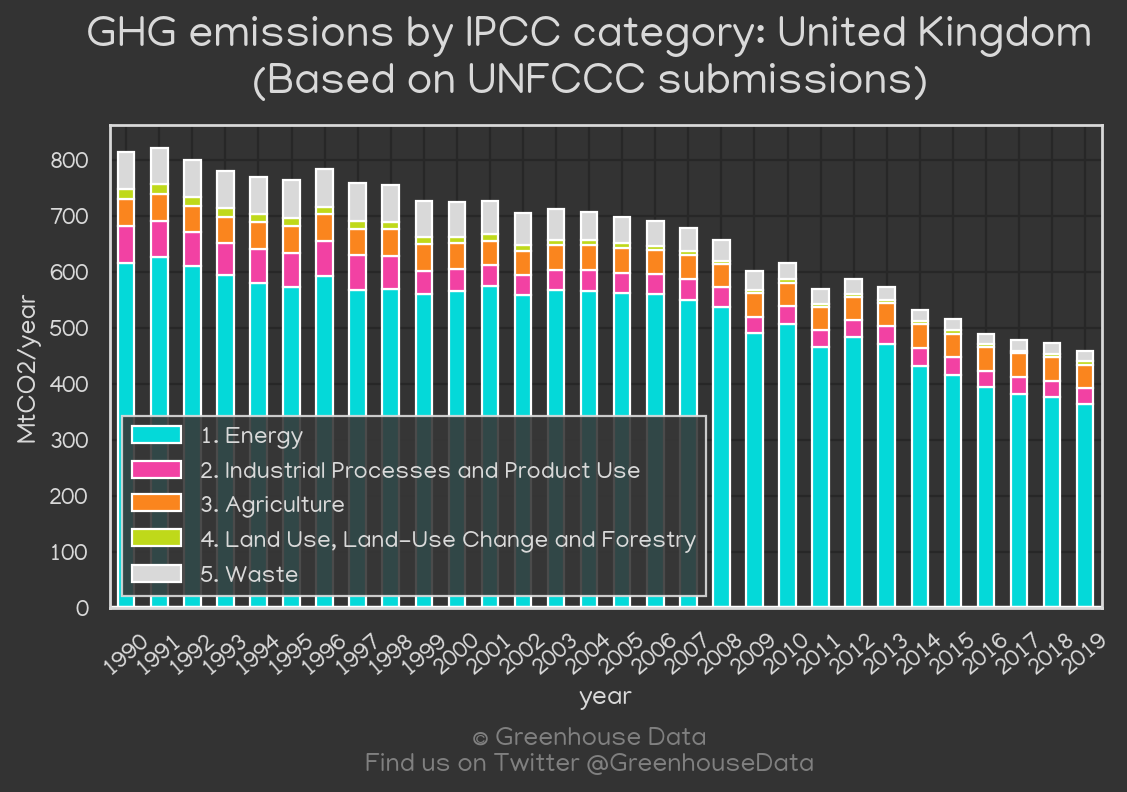 GHG emissions by IPCC category: United Kingdom
(Based on UNFCCC submissions)
MtCO2/year
800
700
600
500
400
300
200
100
0
1. Energy
2. Industrial Processes and Product Use
3. Agriculture
4. Land Use, Land-Use Change and Forestry
5. Waste
1990 1991 1992 1993 1994 1995 1996 1997 1998 1999 2000 2001 2002 2003 2004 2005 2006 2007 2008 2009 2010 2011 2012 2013 2014 2015 2016 2017 2018 2019
year
© Greenhouse Data
Find us on Twitter @GreenhouseData